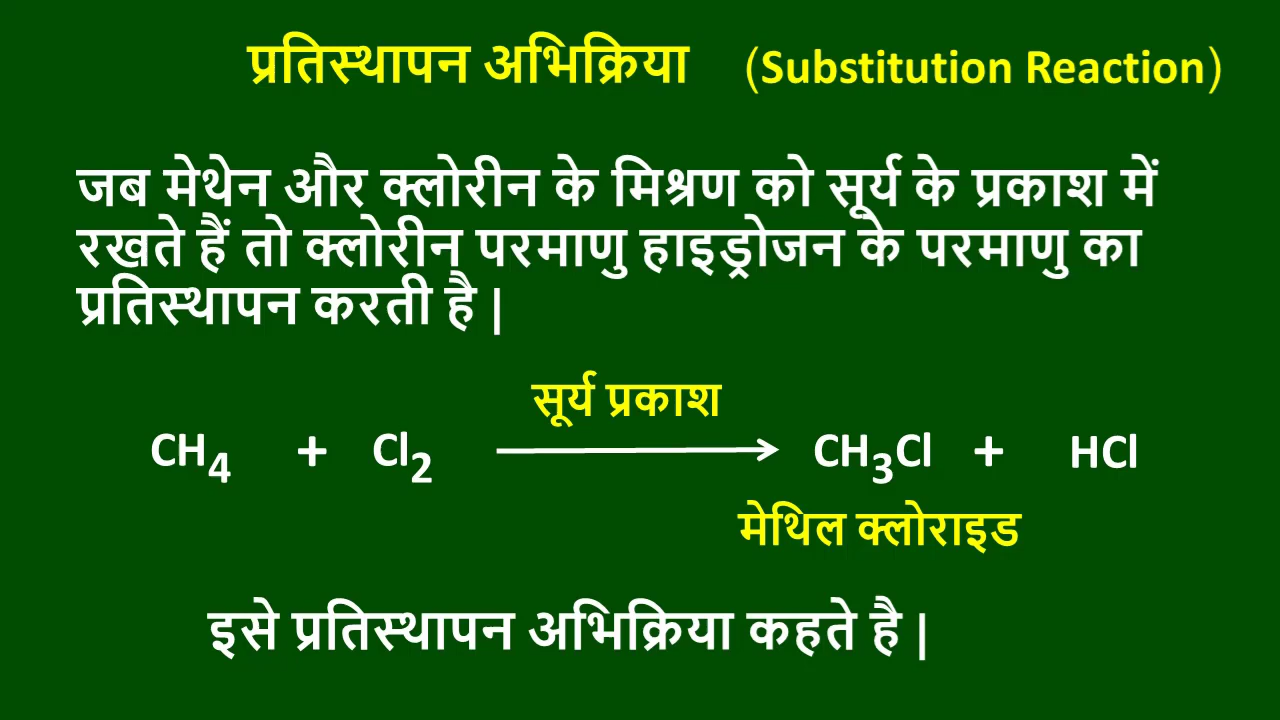 प्रतिस्थापन अभिक्रिया (Substitution Reaction)
जब मेथेन और क्लोरीन के मिश्रण को सूर्य के प्रकाश में
रखते हैं तो क्लोरीन परमाणु हाइड्रोजन के परमाणु का
प्रतिस्थापन करती है |
सूर्य प्रकाश
CH₄ + Cl₂ ⟶ CH₃Cl + HCl
मेथिल क्लोराइड
इसे प्रतिस्थापन अभिक्रिया कहते है |